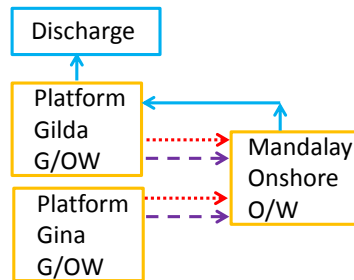 Discharge
Platform
Gilda
G/OW
Mandalay
Onshore
O/W
Platform
Gina
G/OW